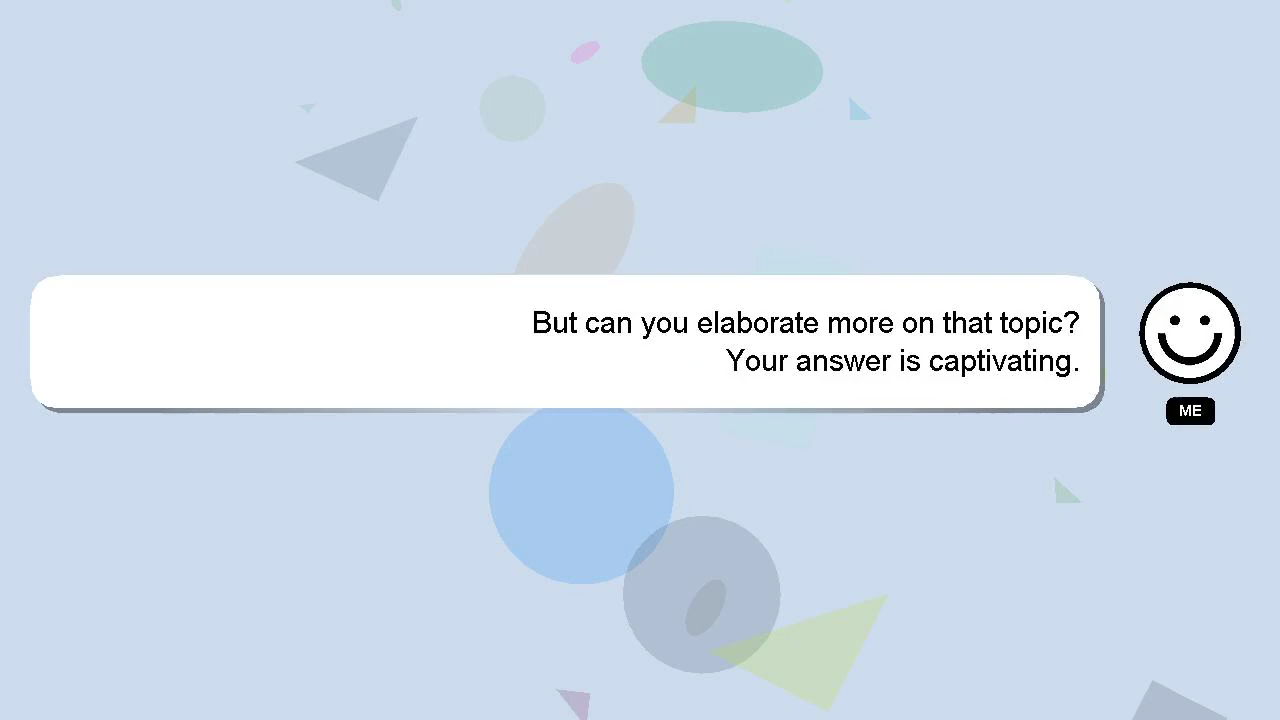 But can you elaborate more on that topic?
Your answer is captivating.
ME